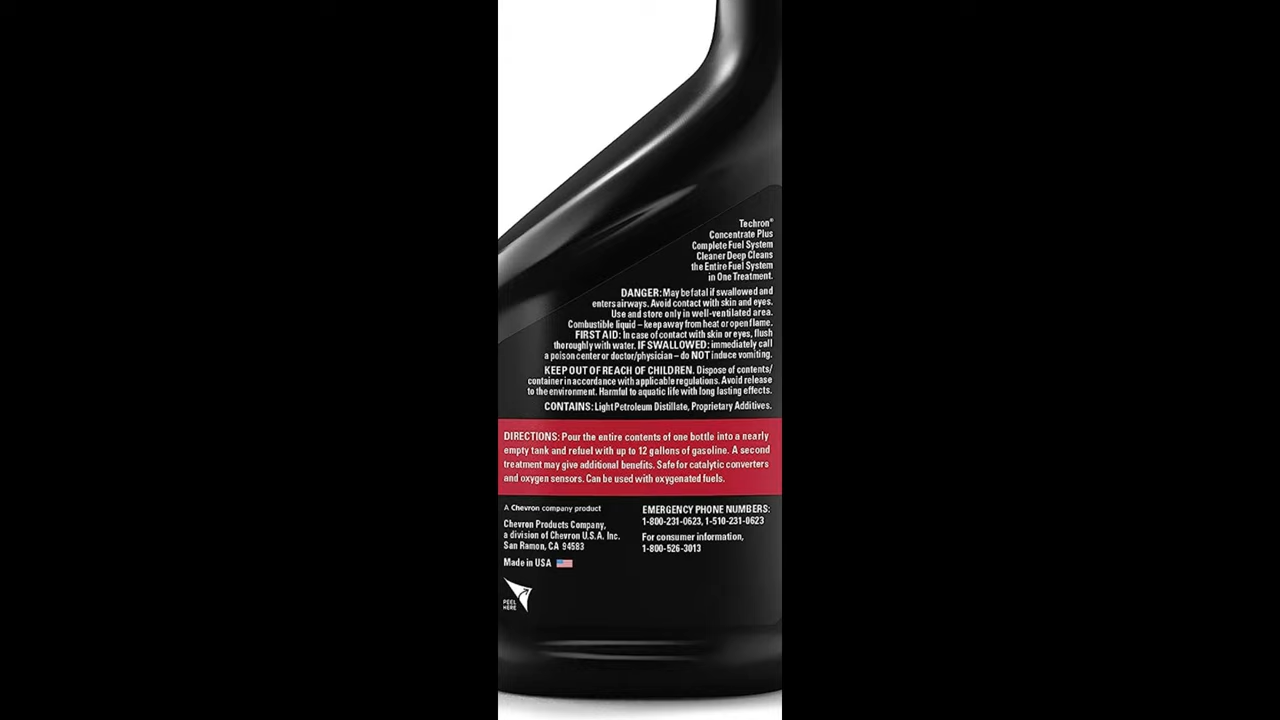 Techron®
Concentrate Plus
Complete Fuel System
Cleaner Deep Cleans
the Entire Fuel System
in One Treatment.
DANGER: May be fatal if swallowed and
enters airways. Avoid contact with skin and eyes.
Use and store only in well-ventilated area.
Combustible liquid – keep away from heat or open flame.
FIRST AID: In case of contact with skin or eyes, flush
thoroughly with water. IF SWALLOWED: immediately call
a poison center or doctor/physician – do NOT induce vomiting.
KEEP OUT OF REACH OF CHILDREN. Dispose of contents/
container in accordance with applicable regulations. Avoid release
to the environment. Harmful to aquatic life with long lasting effects.
CONTAINS: Light Petroleum Distillate, Proprietary Additives.
DIRECTIONS: Pour the entire contents of one bottle into a nearly
empty tank and refuel with up to 12 gallons of gasoline. A second
treatment may give additional benefits. Safe for catalytic converters
and oxygen sensors. Can be used with oxygenated fuels.
A Chevron company product
Chevron Products Company,
a division of Chevron U.S.A. Inc.
San Ramon, CA 94583
Made in USA
EMERGENCY PHONE NUMBERS:
1-800-231-0623, 1-510-231-0623
For consumer information,
1-800-526-3013
PEEL
HERE